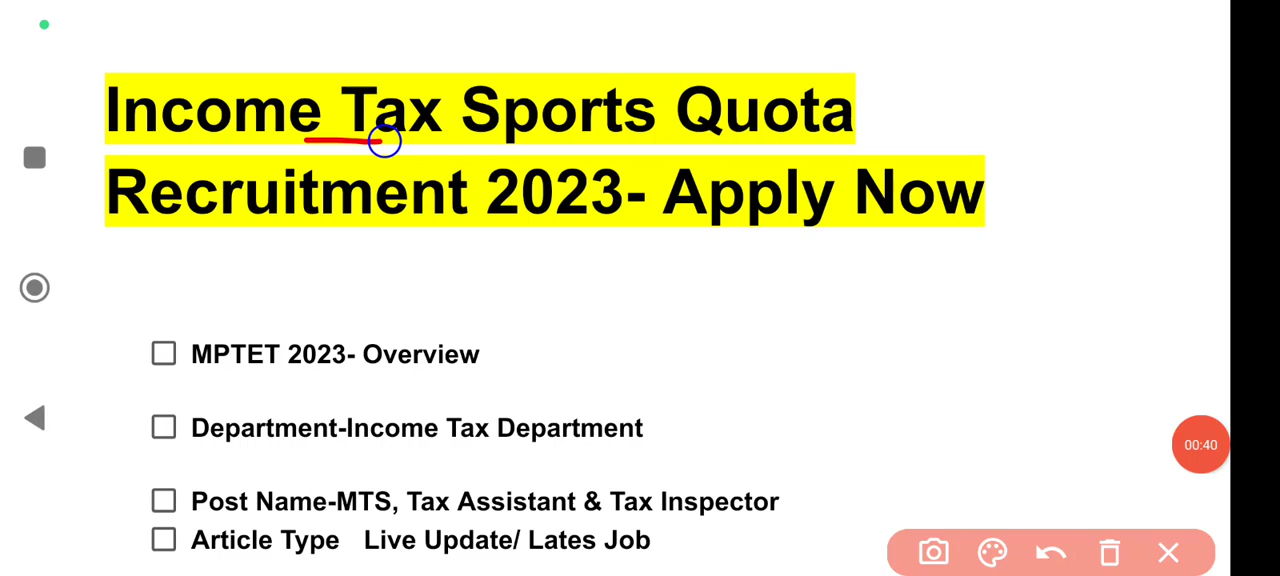 Income Tax Sports Quota
Recruitment 2023- Apply Now
MPTET 2023- Overview
Department-Income Tax Department
Post Name-MTS, Tax Assistant & Tax Inspector
Article Type Live Update/ Lates Job
00:40